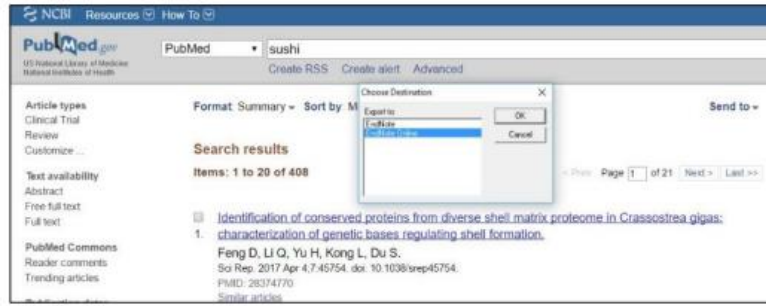 NCBI Resources How To
PubMed.gov
US National Library of Medicine
National Institutes of Health
PubMed
sushi
Create RSS Create alert Advanced
Article types
Clinical Trial
Review
Customize ...
Text availability
Abstract
Free full text
Full text
PubMed Commons
Reader comments
Trending articles
Format: Summary Sort by M
Send to
Choose Destination
Export to
EndNote
EndNote Online
OK
Cancel
Search results
Items: 1 to 20 of 408
< Prev Page 1 of 21 Next > Last >>
Identification of conserved proteins from diverse shell matrix proteome in Crassostrea gigas:
1. characterization of genetic bases regulating shell formation.
Feng D, Li Q, Yu H, Kong L, Du S.
Sci Rep. 2017 Apr 4;7:45754. doi: 10.1038/srep45754.
PMID: 28374770
Similar articles